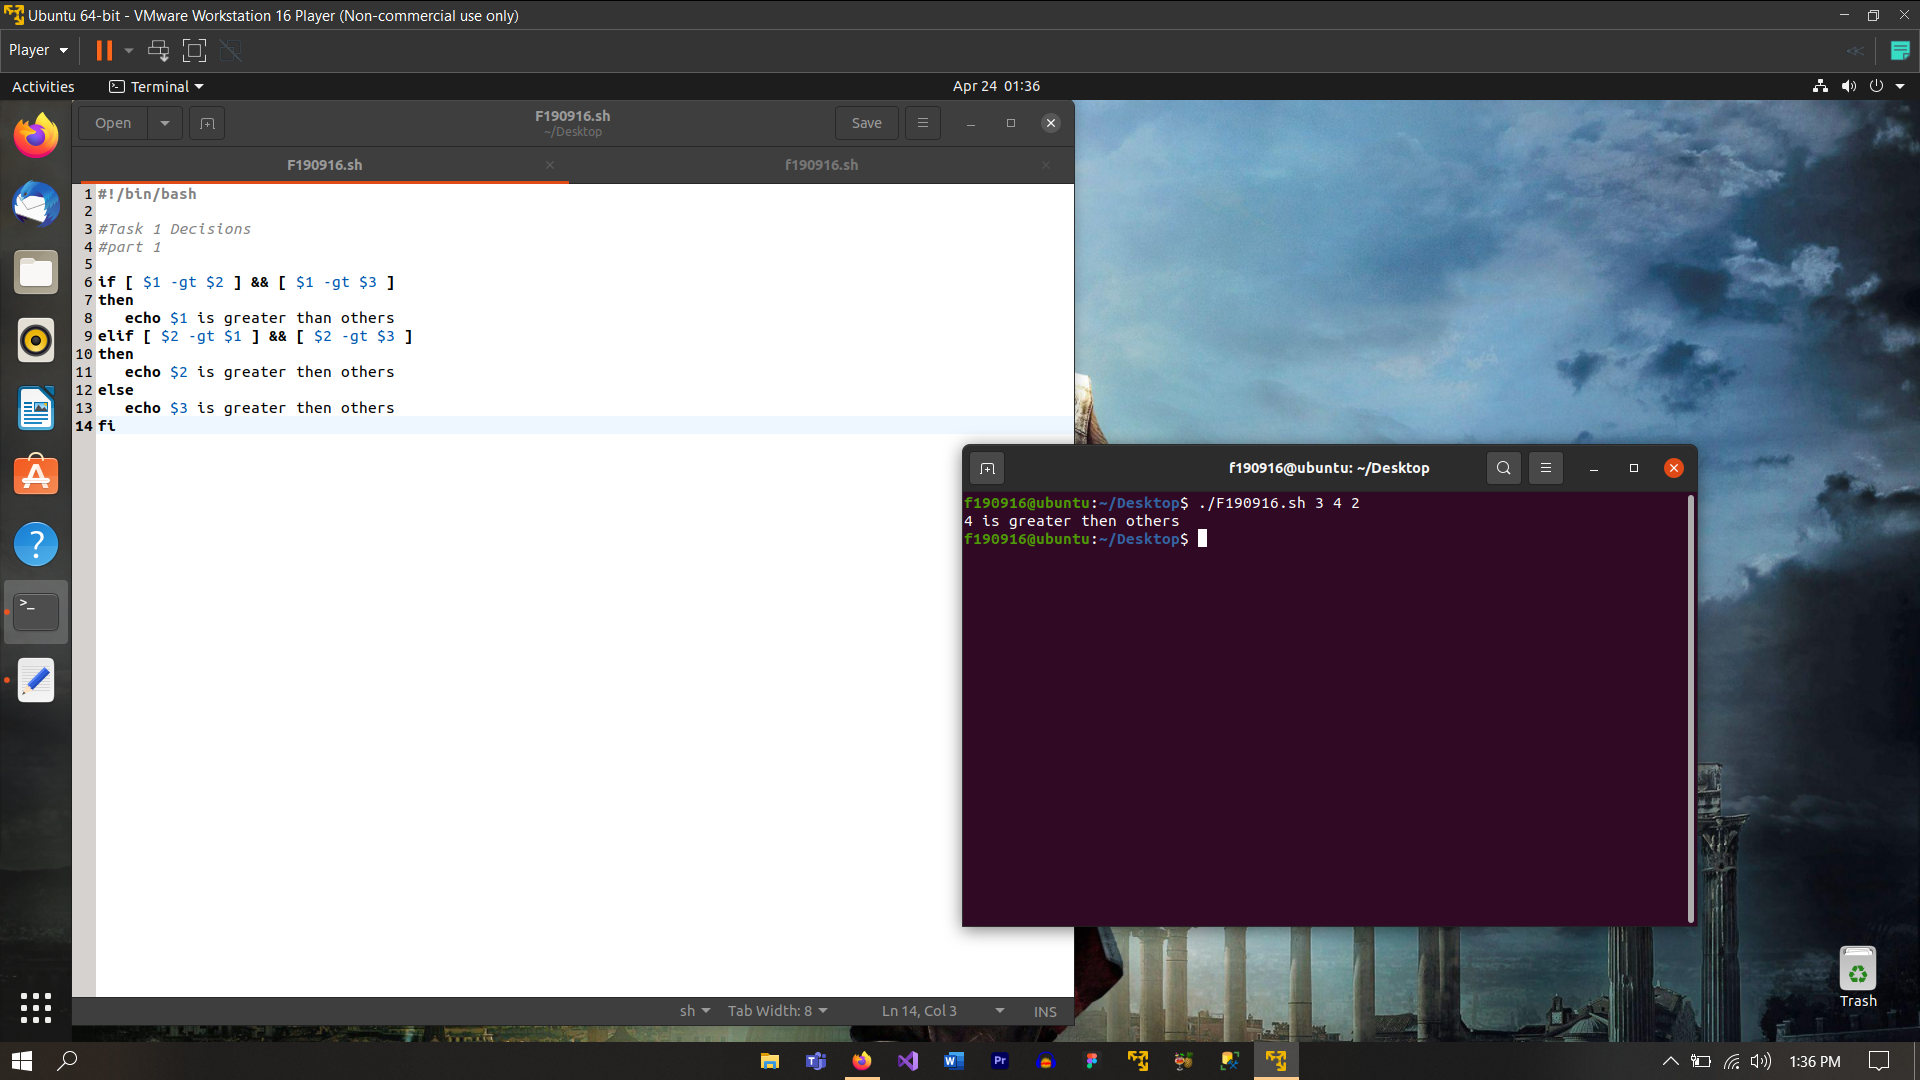 Ubuntu 64-bit - VMware Workstation 16 Player (Non-commercial use only)
Player
Activities
Terminal
Apr 24 01:36
Open
F190916.sh
~/Desktop
Save
F190916.sh
f190916.sh
1 #!/bin/bash
2
3 #Task 1 Decisions
4 #part 1
5
6 if [ $1 -gt $2 ] && [ $1 -gt $3 ]
7 then
8    echo $1 is greater than others
9 elif [ $2 -gt $1 ] && [ $2 -gt $3 ]
10 then
11    echo $2 is greater then others
12 else
13    echo $3 is greater then others
14 fi
f190916@ubuntu: ~/Desktop
f190916@ubuntu:~/Desktop$ ./F190916.sh 3 4 2
4 is greater then others
f190916@ubuntu:~/Desktop$
Trash
sh
Tab Width: 8
Ln 14, Col 3
INS
1:36 PM